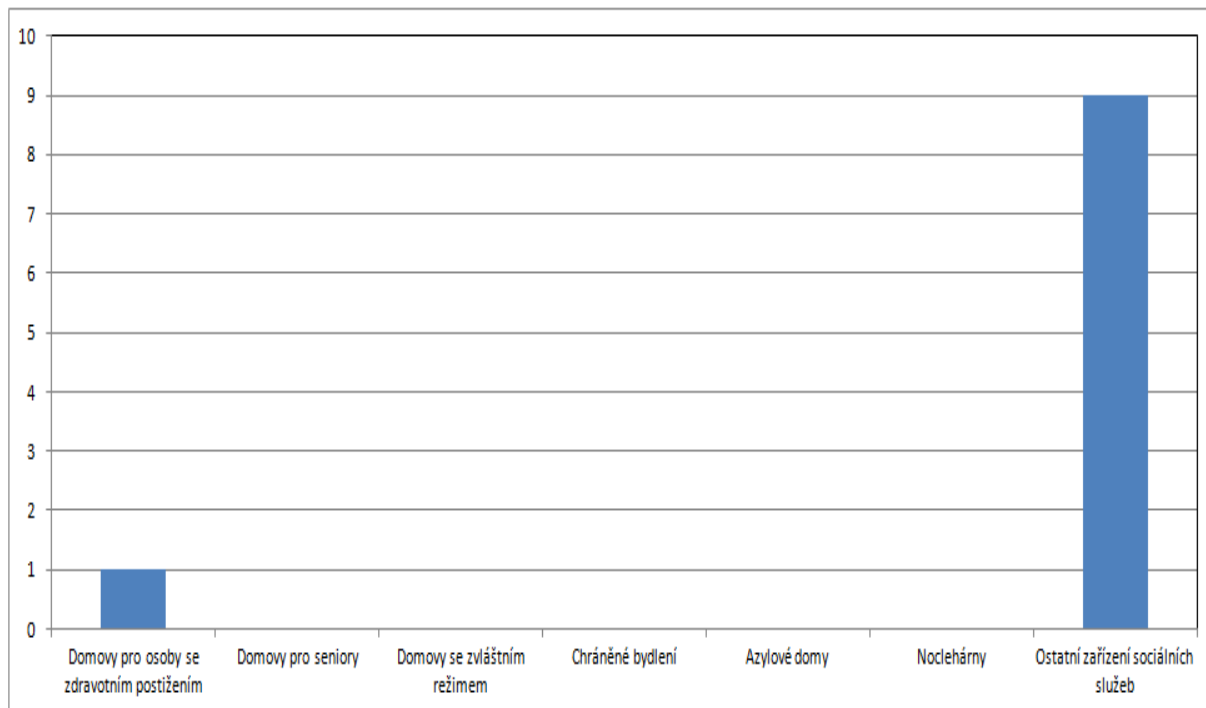 10
9
8
7
6
5
4
3
2
1
0
Domovy pro osoby se
zdravotním postižením
Domovy pro seniory
Domovy se zvláštním
režimem
Chráněné bydlení
Azylové domy
Noclehárny
Ostatní zařízení sociálních
služeb